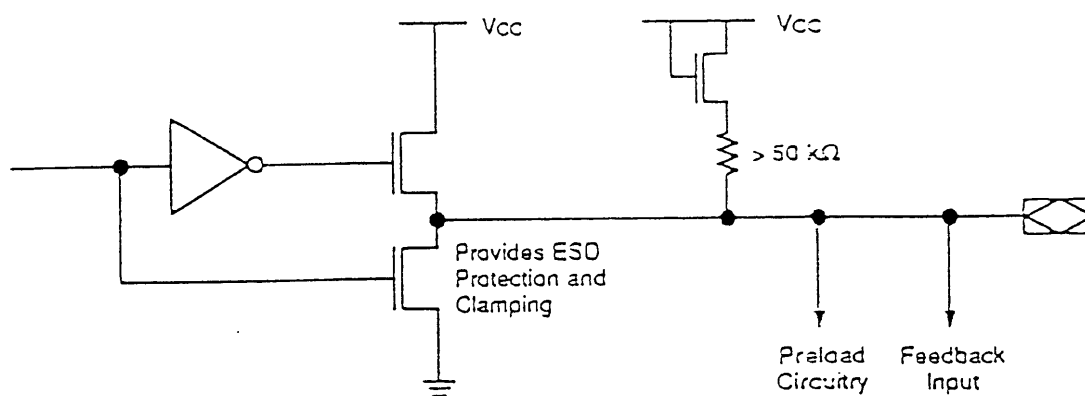 Vcc
Vcc
> 50 kΩ
Provides ESD
Protection and
Clamping
Preload
Circuitry
Feedback
Input